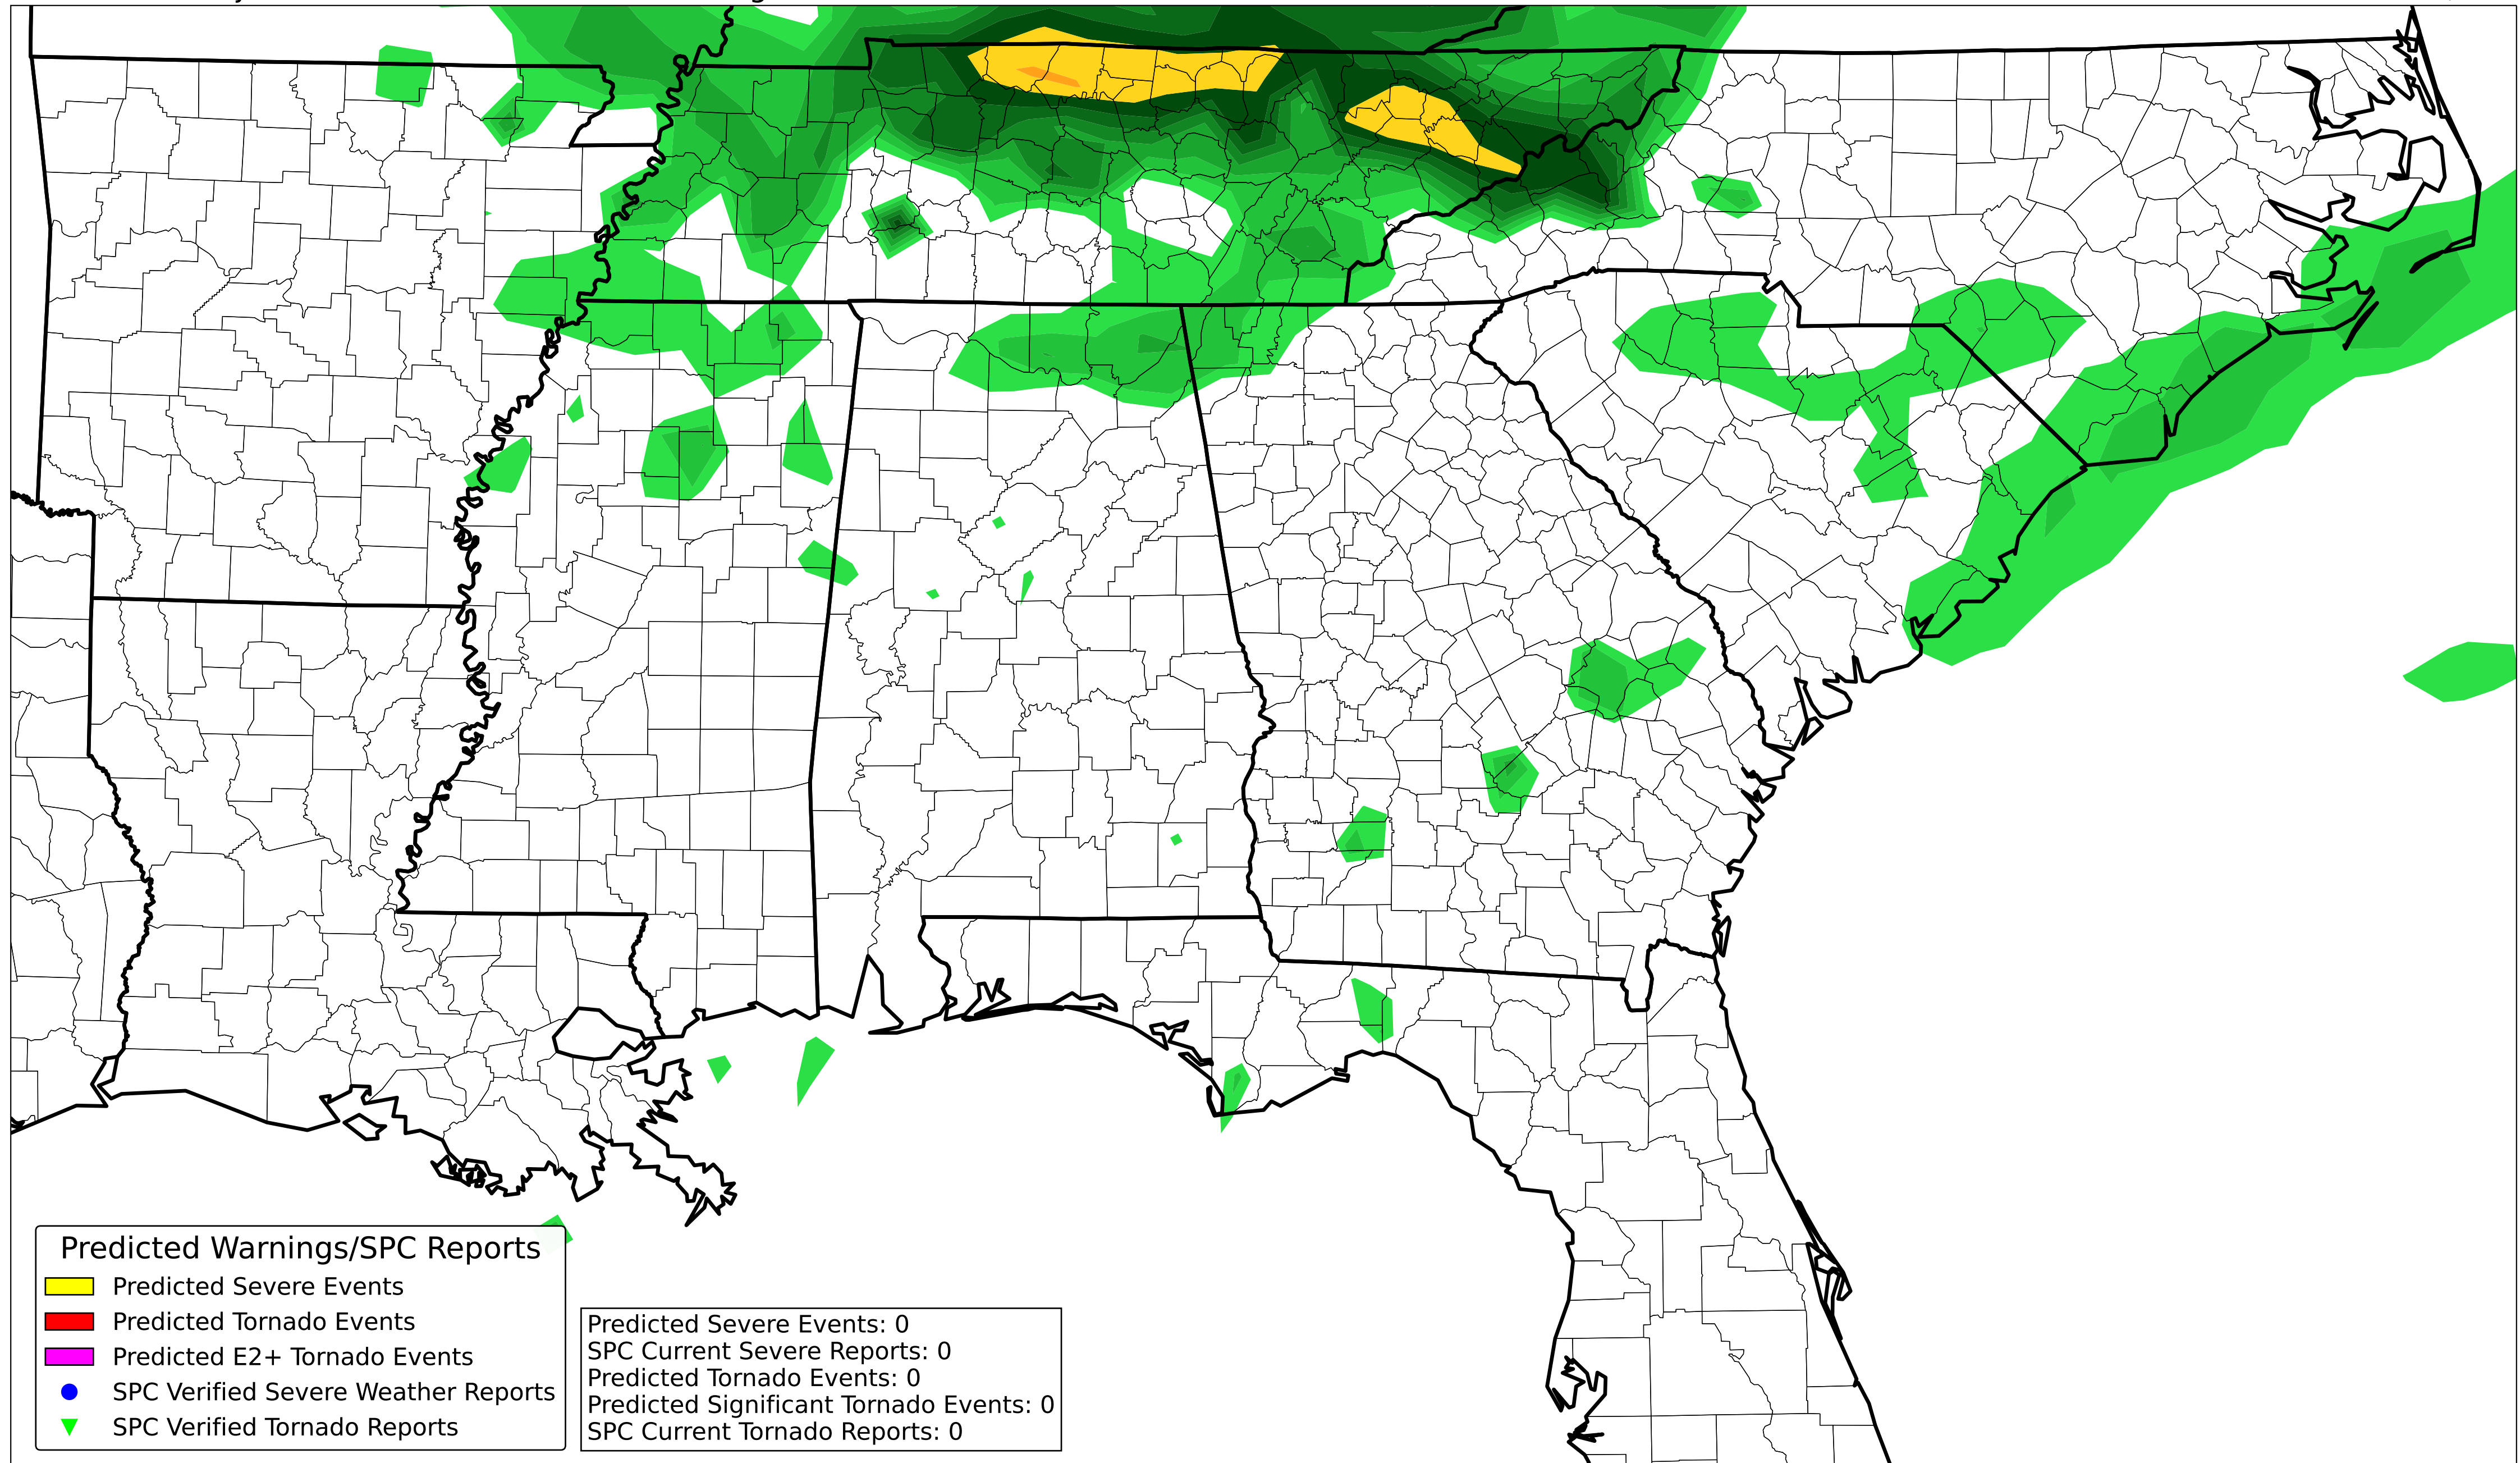 Predicted Warnings/SPC Reports
Predicted Severe Events
Predicted Tornado Events
Predicted E2+ Tornado Events
SPC Verified Severe Weather Reports
SPC Verified Tornado Reports
Predicted Severe Events: 0
SPC Current Severe Reports: 0
Predicted Tornado Events: 0
Predicted Significant Tornado Events: 0
SPC Current Tornado Reports: 0